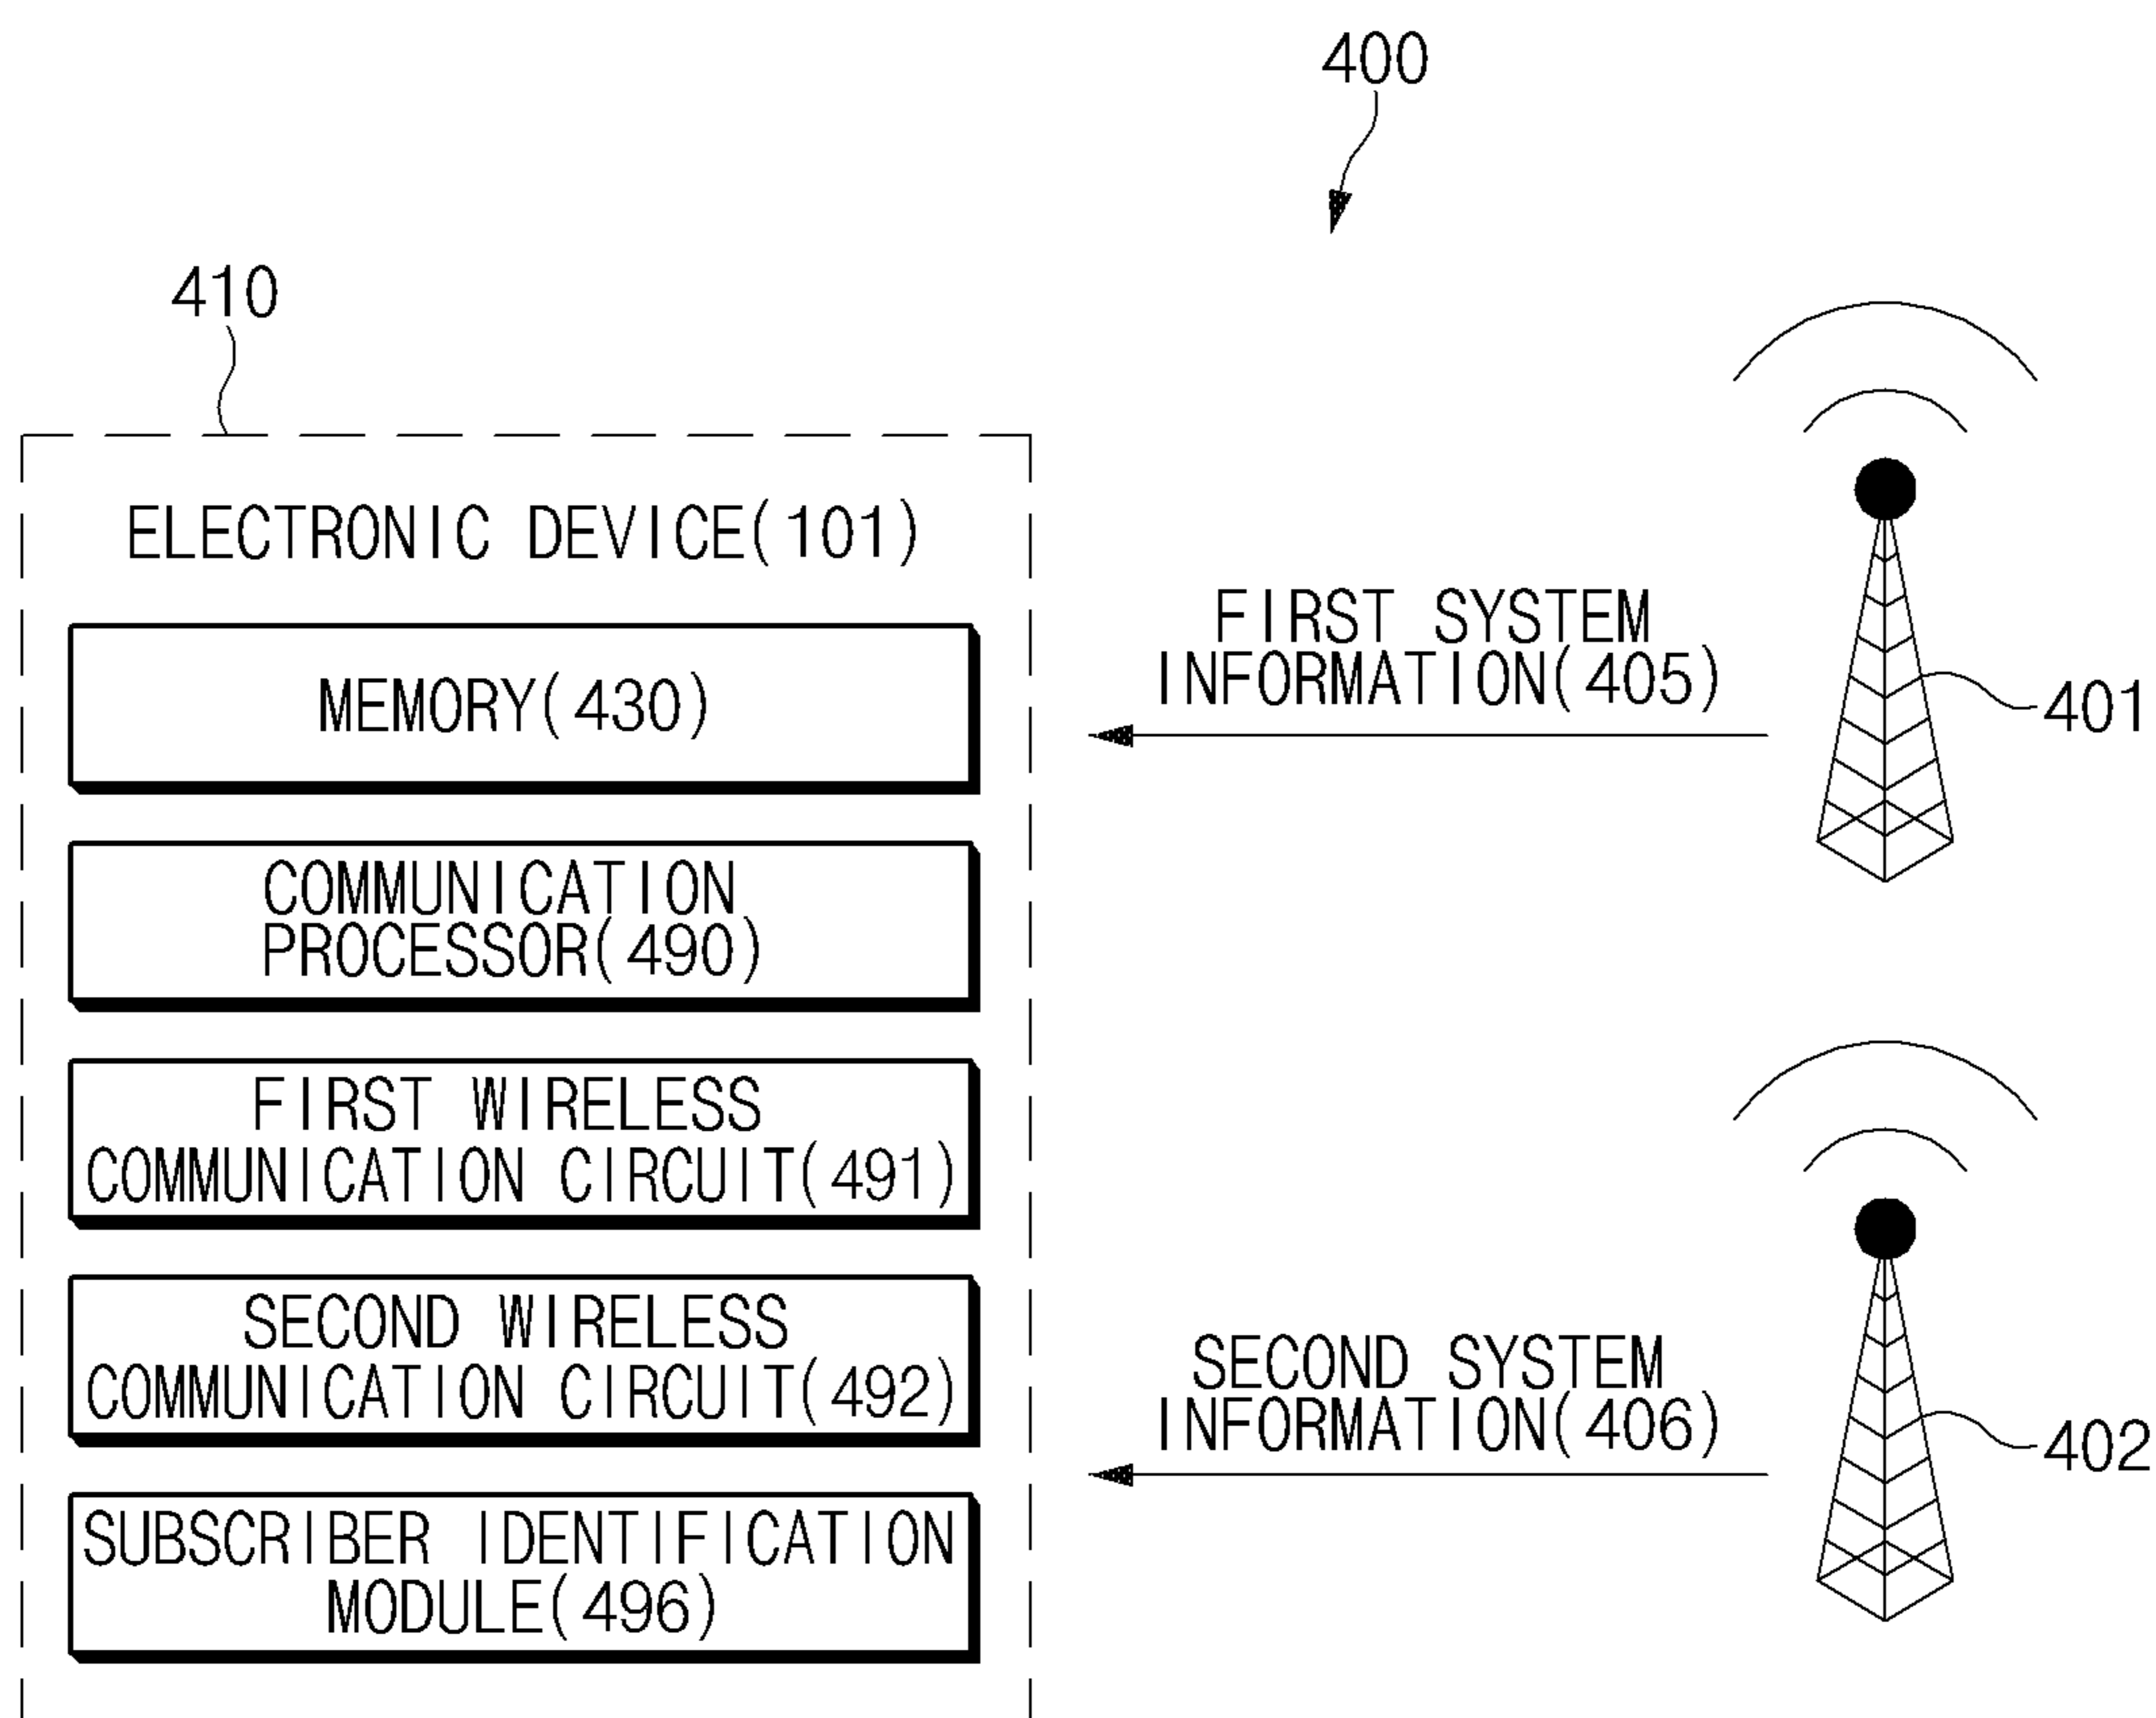 400
410
ELECTRONIC DEVICE(101)
MEMORY(430)
COMMUNICATION
PROCESSOR(490)
FIRST WIRELESS
COMMUNICATION CIRCUIT(491)
SECOND WIRELESS
COMMUNICATION CIRCUIT(492)
SUBSCRIBER IDENTIFICATION
MODULE(496)
FIRST SYSTEM
INFORMATION(405)
401
SECOND SYSTEM
INFORMATION(406)
402